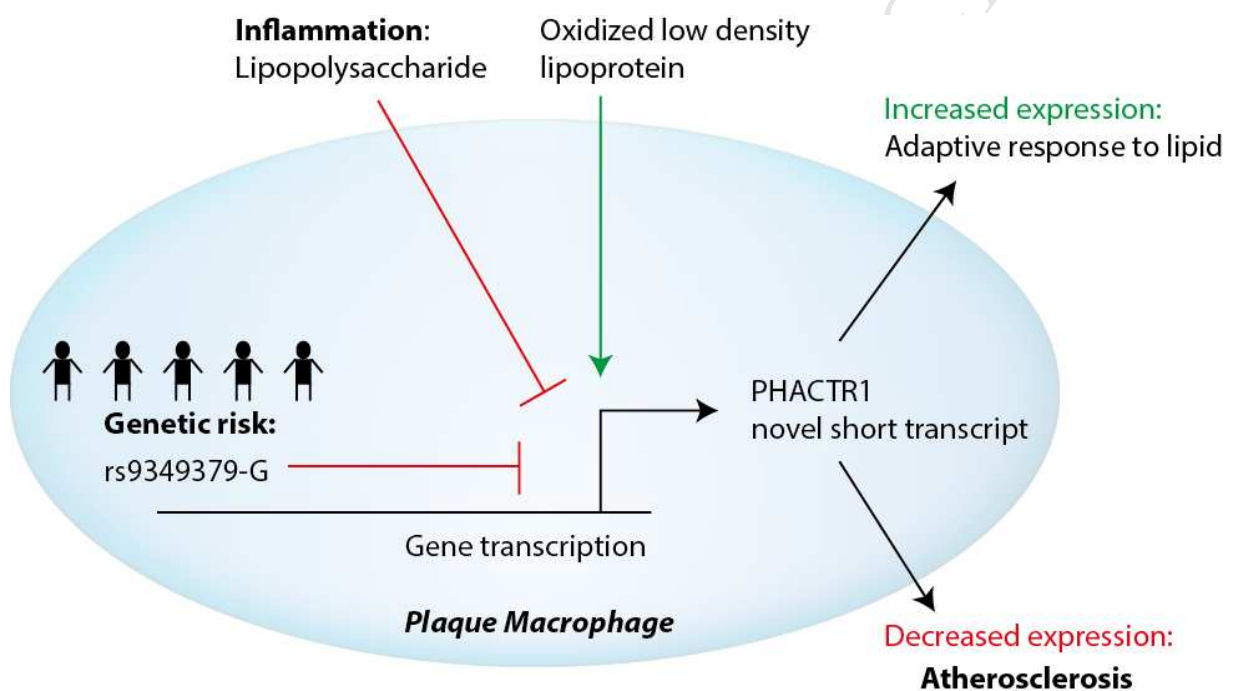 Inflammation:
Lipopolysaccharide
Oxidized low density
lipoprotein
Increased expression:
Adaptive response to lipid
Genetic risk:
rs9349379-G
PHACTR1
novel short transcript
Gene transcription
Plaque Macrophage
Decreased expression:
Atherosclerosis